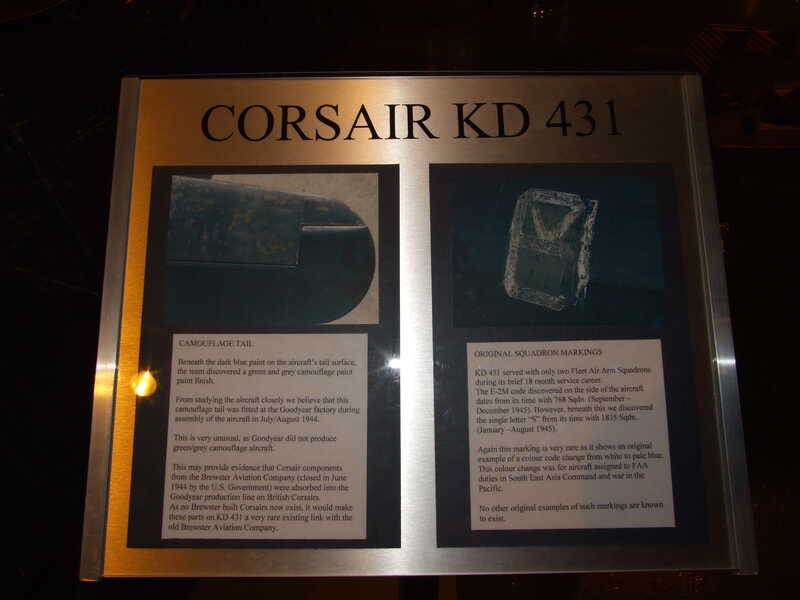 CORSAIR KD 431
CAMOUFLAGE TAIL
Beneath the dark blue paint on the aircraft's tail surface,
the team discovered a green and grey camouflage paint
paint finish.
From studying the aircraft closely we believe that this
camouflage tail was fitted at the Goodyear factory during
assembly of the aircraft in July/August 1944.
This is very unusual, as Goodyear did not produce
green/grey camouflage aircraft.
This may provide evidence that Corsair components
from the Brewster Aviation Company (closed in June
1944 by the U.S. Government) were absorbed into the
Goodyear production line on British Corsairs.
As no Brewster built Corsairs now exist, it would make
these parts on KD 431 a very rare existing link with the
old Brewster Aviation Company.
ORIGINAL SQUADRON MARKINGS
KD 431 served with only two Fleet Air Arm Squadrons
during its brief 18 month service career.
The E-2M code discovered on the side of the aircraft
dates from its time with 768 Sqdn. (September –
December 1945). However, beneath this we discovered
the single letter "S" from its time with 1835 Sqdn.
(January –August 1945).
Again this marking is very rare as it shows an original
example of a colour code change from white to pale blue.
This colour change was for aircraft assigned to FAA
duties in South East Asia Command and war in the
Pacific.
No other original examples of such markings are known
to exist.